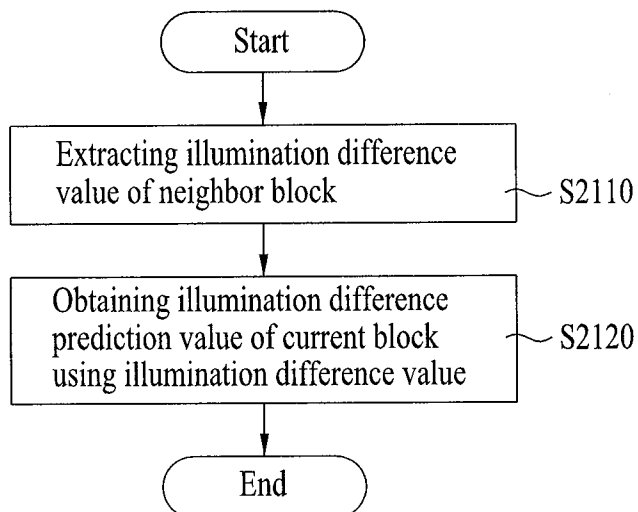 Start
Extracting illumination difference
value of neighbor block
S2110
Obtaining illumination difference
prediction value of current block
using illumination difference value
S2120
End